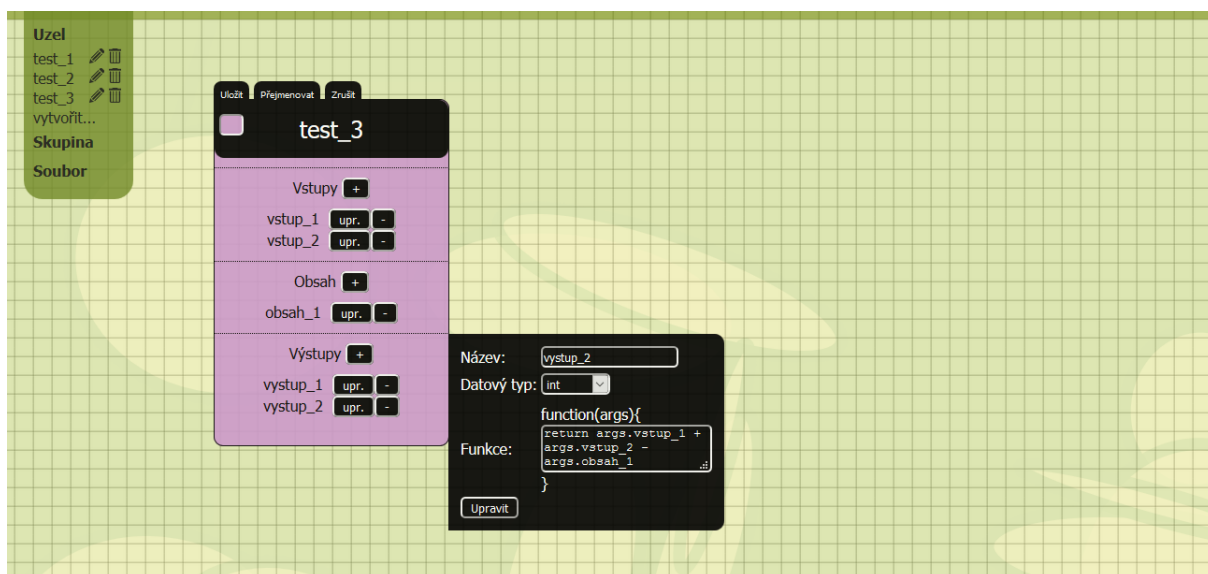 Uzel
test_1
test_2
test_3
vytvořit...
Skupina
Soubor
Uložit Přejmenovat Zrušit
test_3
Vstupy +
vstup_1 upr. -
vstup_2 upr. -
Obsah +
obsah_1 upr. -
Výstupy +
vystup_1 upr. -
vystup_2 upr. -
Název: vystup_2
Datový typ: int
function(args){
Funkce:
return args.vstup_1 +
args.vstup_2 -
args.obsah_1
}
Upravit